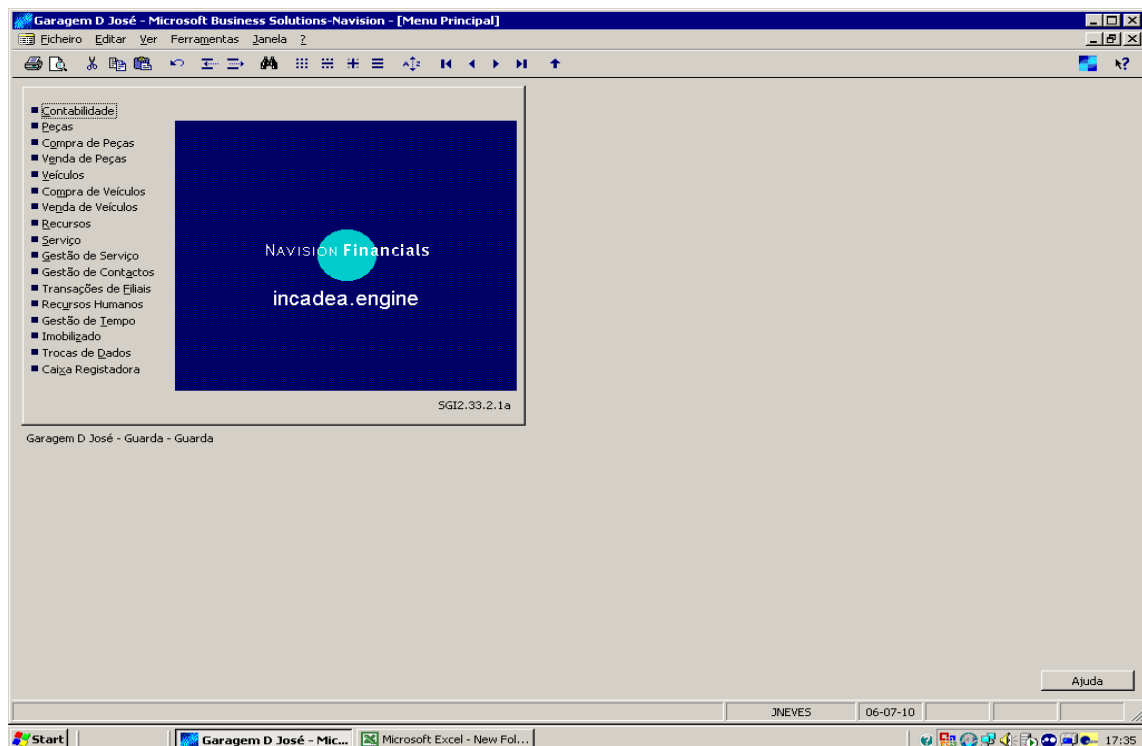 Garagem D José - Microsoft Business Solutions-Navision - [Menu Principal]
Ficheiro Editar Ver Ferramentas Janela ?
Contabilidade
Peças
Compra de Peças
Venda de Peças
Veículos
Compra de Veículos
Venda de Veículos
Recursos
Serviço
Gestão de Serviço
Gestão de Contactos
Transações de Filiais
Recursos Humanos
Gestão de Tempo
Imobilizado
Trocas de Dados
Caixa Registadora
NAVISION Financials
incadea.engine
SGI2.33.2.1a
Garagem D José - Guarda - Guarda
Ajuda
JNEVES 06-07-10
Start Garagem D José - Mic... Microsoft Excel - New Fol... 17:35